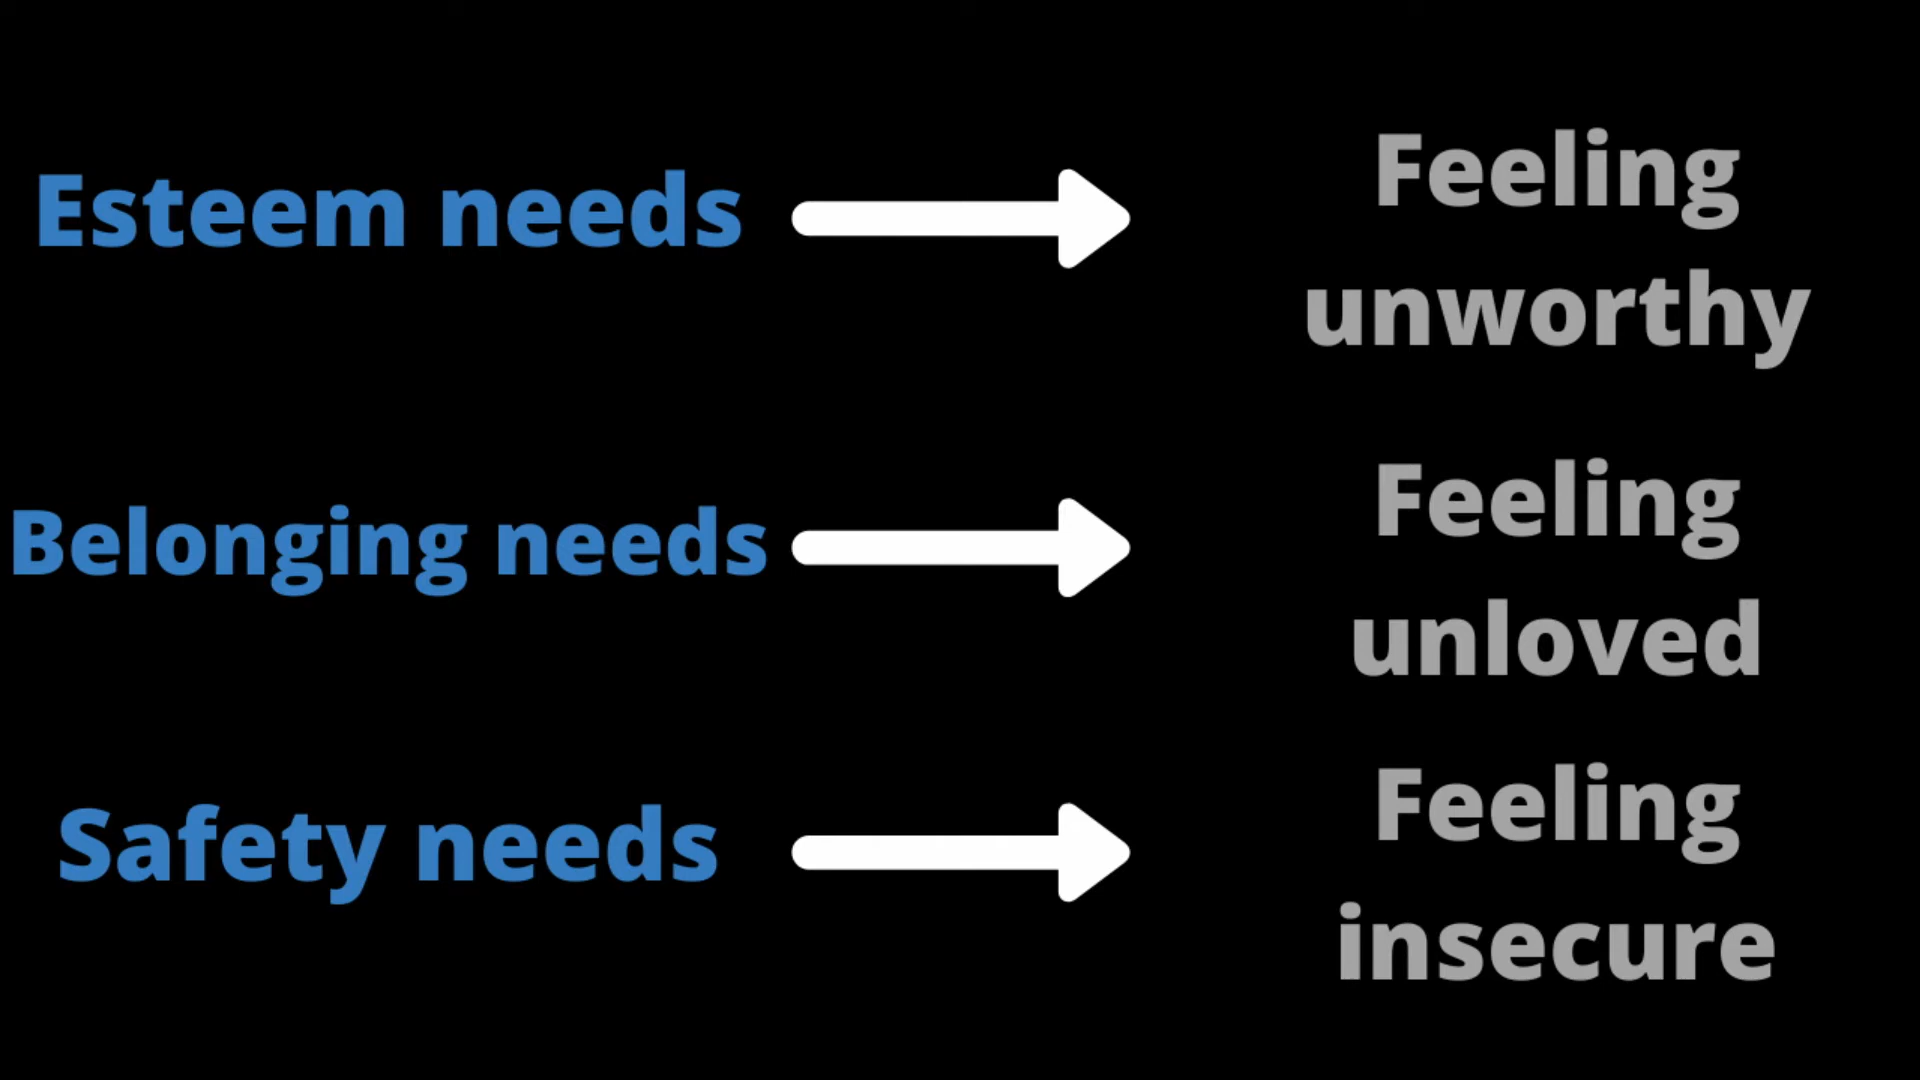 Esteem needs
Feeling
unworthy
Belonging needs
Feeling
unloved
Safety needs
Feeling
insecure